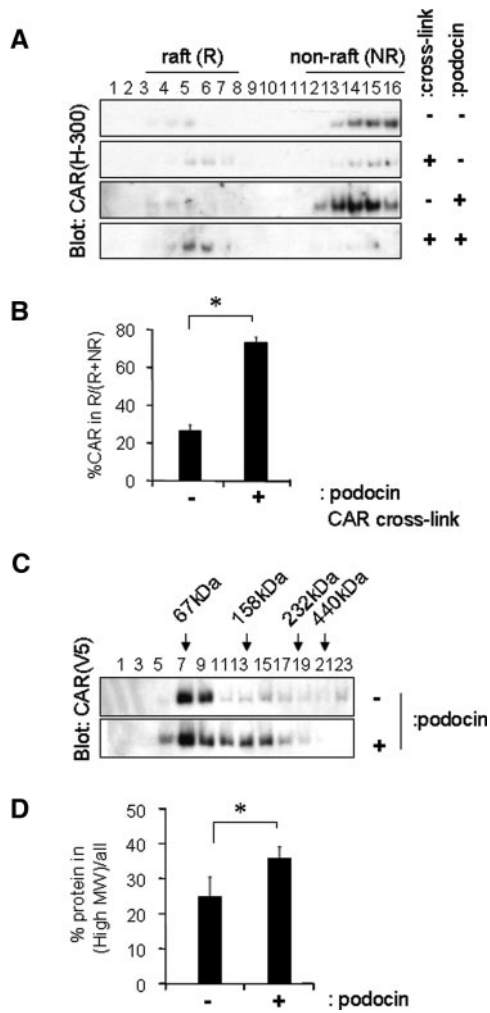 A
raft (R)
non-raft (NR)
:cross-link
:podocin
1 2 3 4 5 6 7 8 9 10 11 12 13 14 15 16
Blot: CAR(H-300)
- -
+ -
- +
+ +
B
%CAR in R/(R+NR)
80
60
40
20
0
*
- +
: podocin
CAR cross-link
C
67kDa
158kDa
232kDa
440kDa
1 3 5 7 9 11 13 15 17 19 21 23
Blot: CAR(V5)
-
+
:podocin
D
% protein in
(High MW)/all
50
40
30
20
10
0
*
- +
: podocin